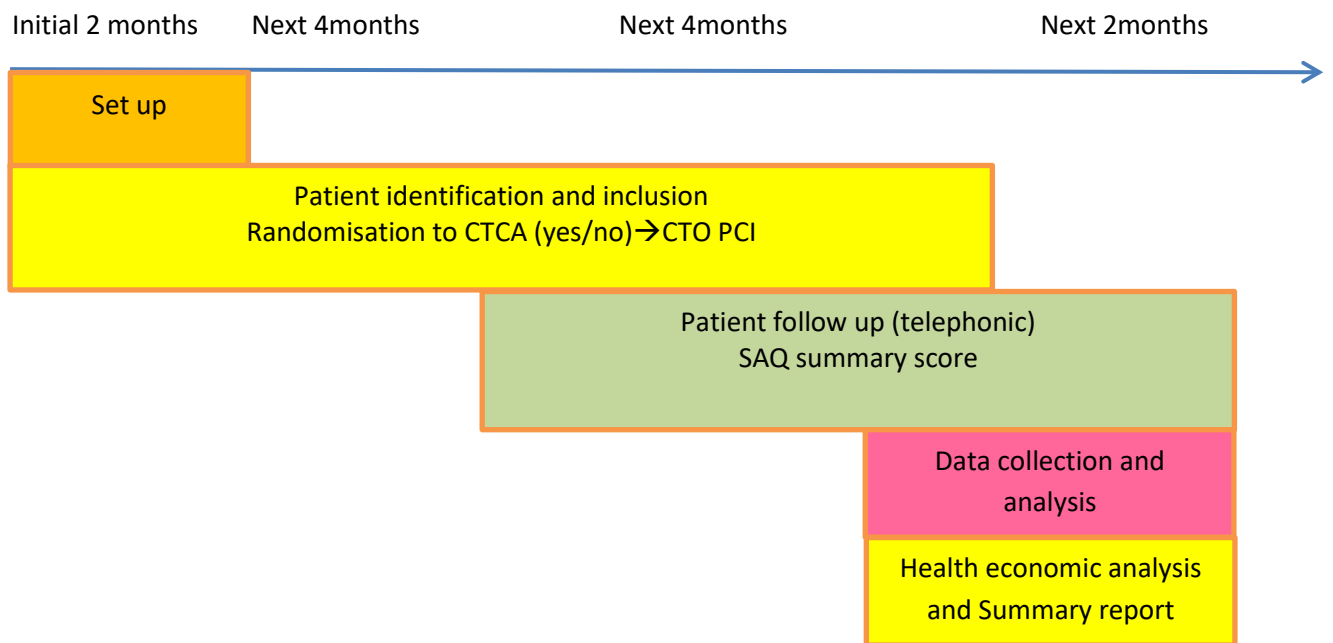 Initial 2 months Next 4months Next 4months Next 2months
Set up
Patient identification and inclusion
Randomisation to CTCA (yes/no)→CTO PCI
Patient follow up (telephonic)
SAQ summary score
Data collection and
analysis
Health economic analysis
and Summary report